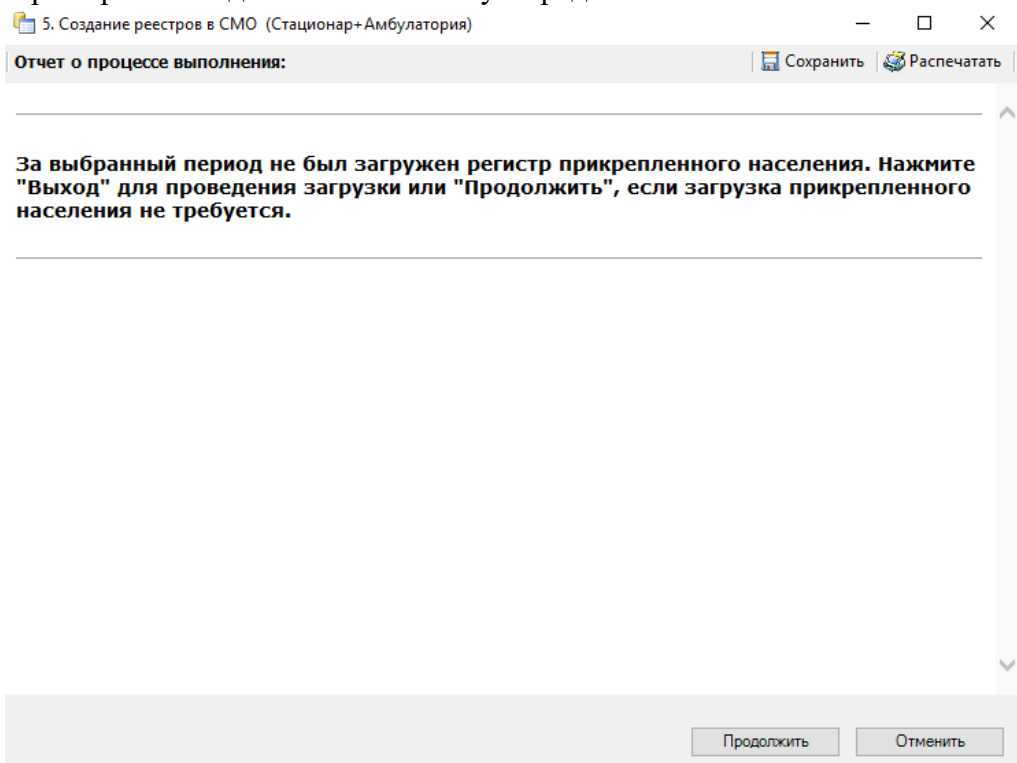 5. Создание реестров в СМО (Стационар+Амбулатория)
Отчет о процессе выполнения: Сохранить Распечатать
За выбранный период не был загружен регистр прикрепленного населения. Нажмите
"Выход" для проведения загрузки или "Продолжить", если загрузка прикрепленного
населения не требуется.
Продолжить Отменить